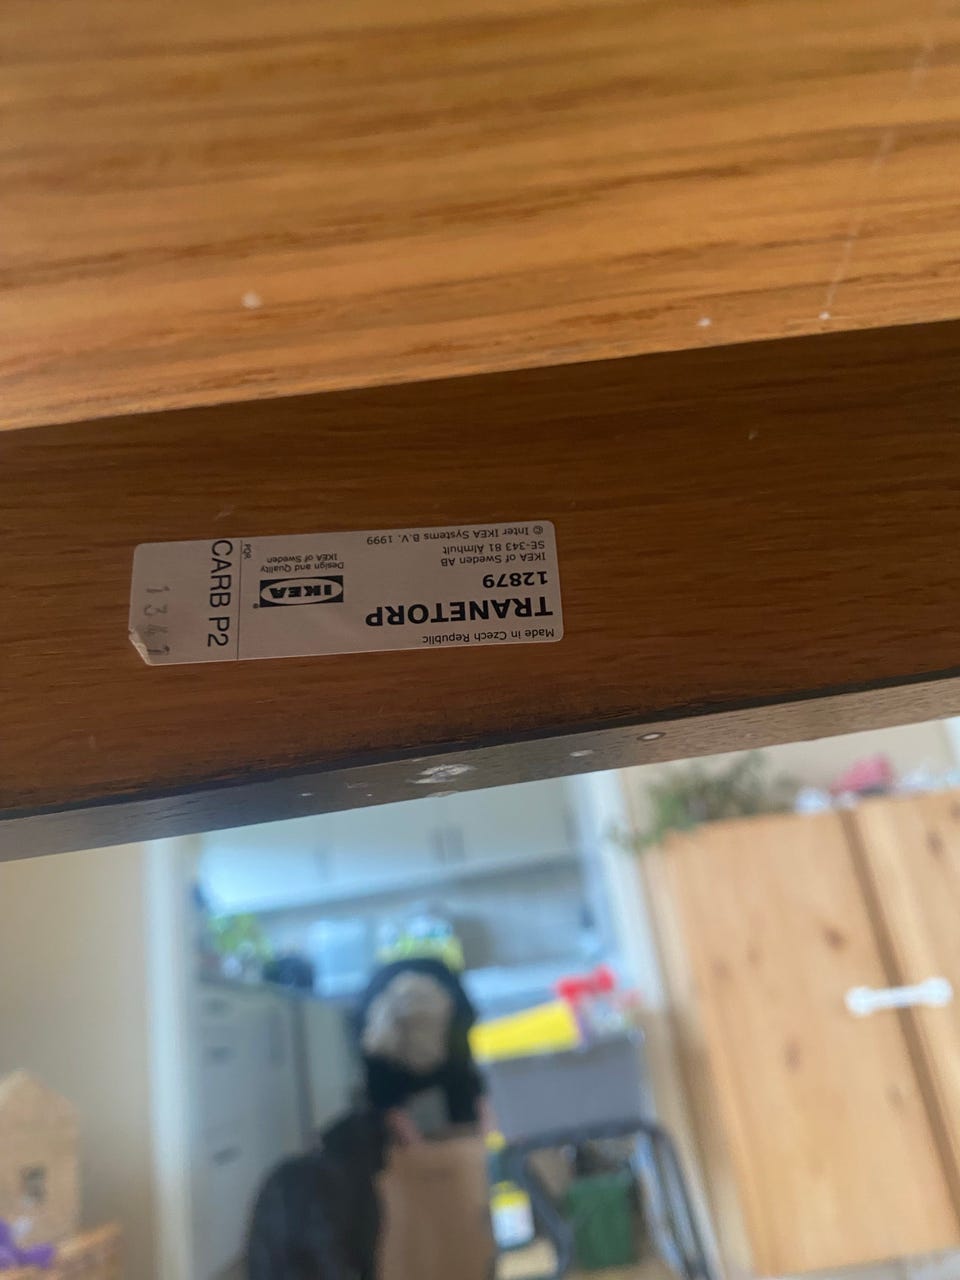 Made in Czech Republic
TRANETORP
12879
IKEA of Sweden AB
SE-343 81 Älmhult
© Inter IKEA Systems B.V. 1999
IKEA®
Design and Quality
IKEA of Sweden
CARB P2